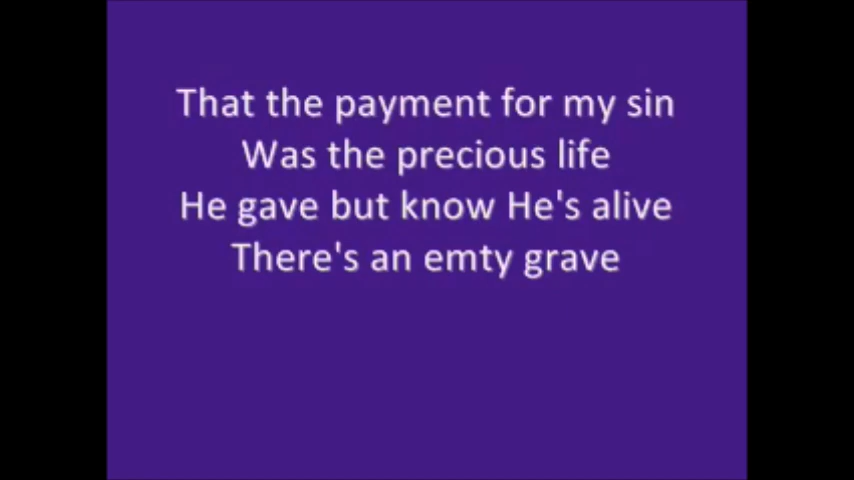 That the payment for my sin
Was the precious life
He gave but know He's alive
There's an emty grave